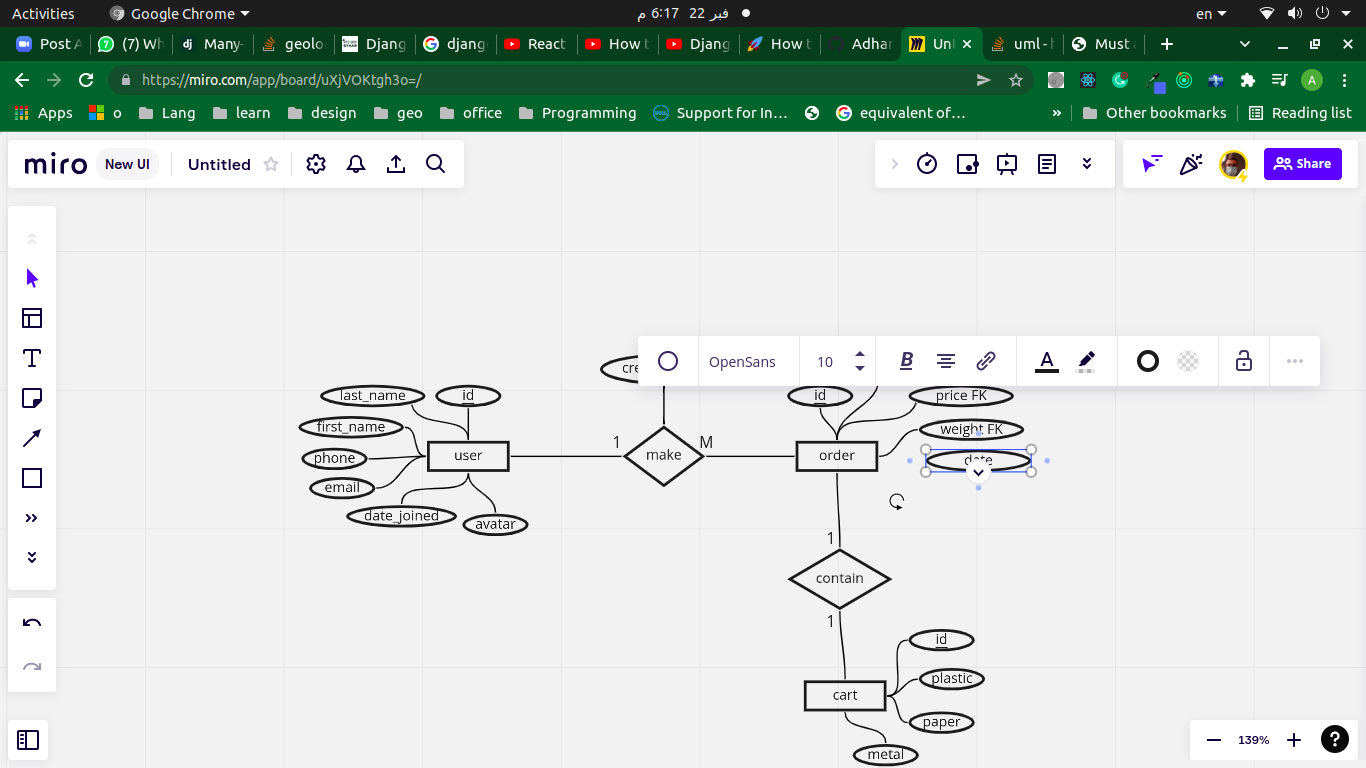 Activities
Google Chrome
فبر 22 6:17 م
en
Post A
(7) Wh
Many-
geolo
Djang
djang
React
How t
Djang
How t
Adhar
Unt
uml - h
Must a
https://miro.com/app/board/uXjVOKtgh3o=/
A
Apps
o
Lang
learn
design
geo
office
Programming
Support for In...
equivalent of...
»
Other bookmarks
Reading list
miro
New UI
Untitled
Share
OpenSans
10
B
A
cre
last_name
id
id
price FK
first_name
1
M
weight FK
user
make
order
phone
date
email
date_joined
avatar
1
contain
1
id
plastic
cart
paper
metal
139%